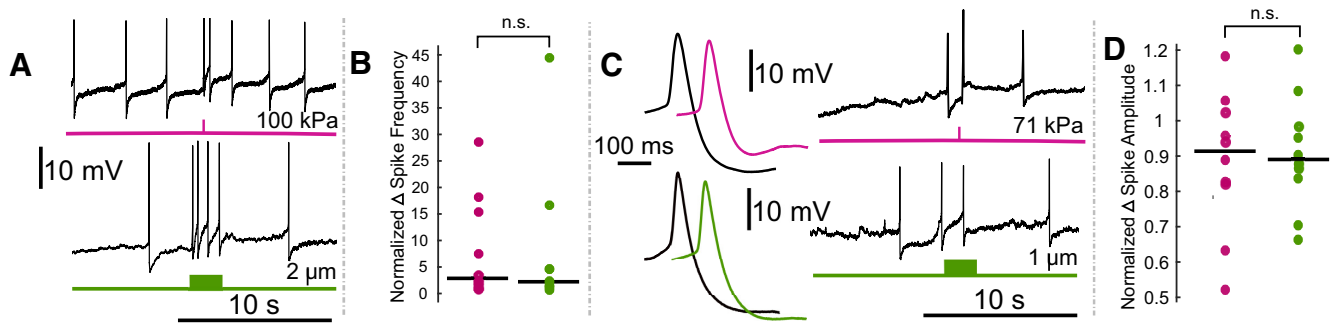 A
100 kPa
10 mV
2 μm
10 s
B
n.s.
Normalized Δ Spike Frequency
45
35
30
25
20
15
10
5
0
C
10 mV
100 ms
10 mV
71 kPa
1 μm
10 s
D
n.s.
Normalized Δ Spike Amplitude
1.2
1.1
1
0.9
0.8
0.7
0.6
0.5